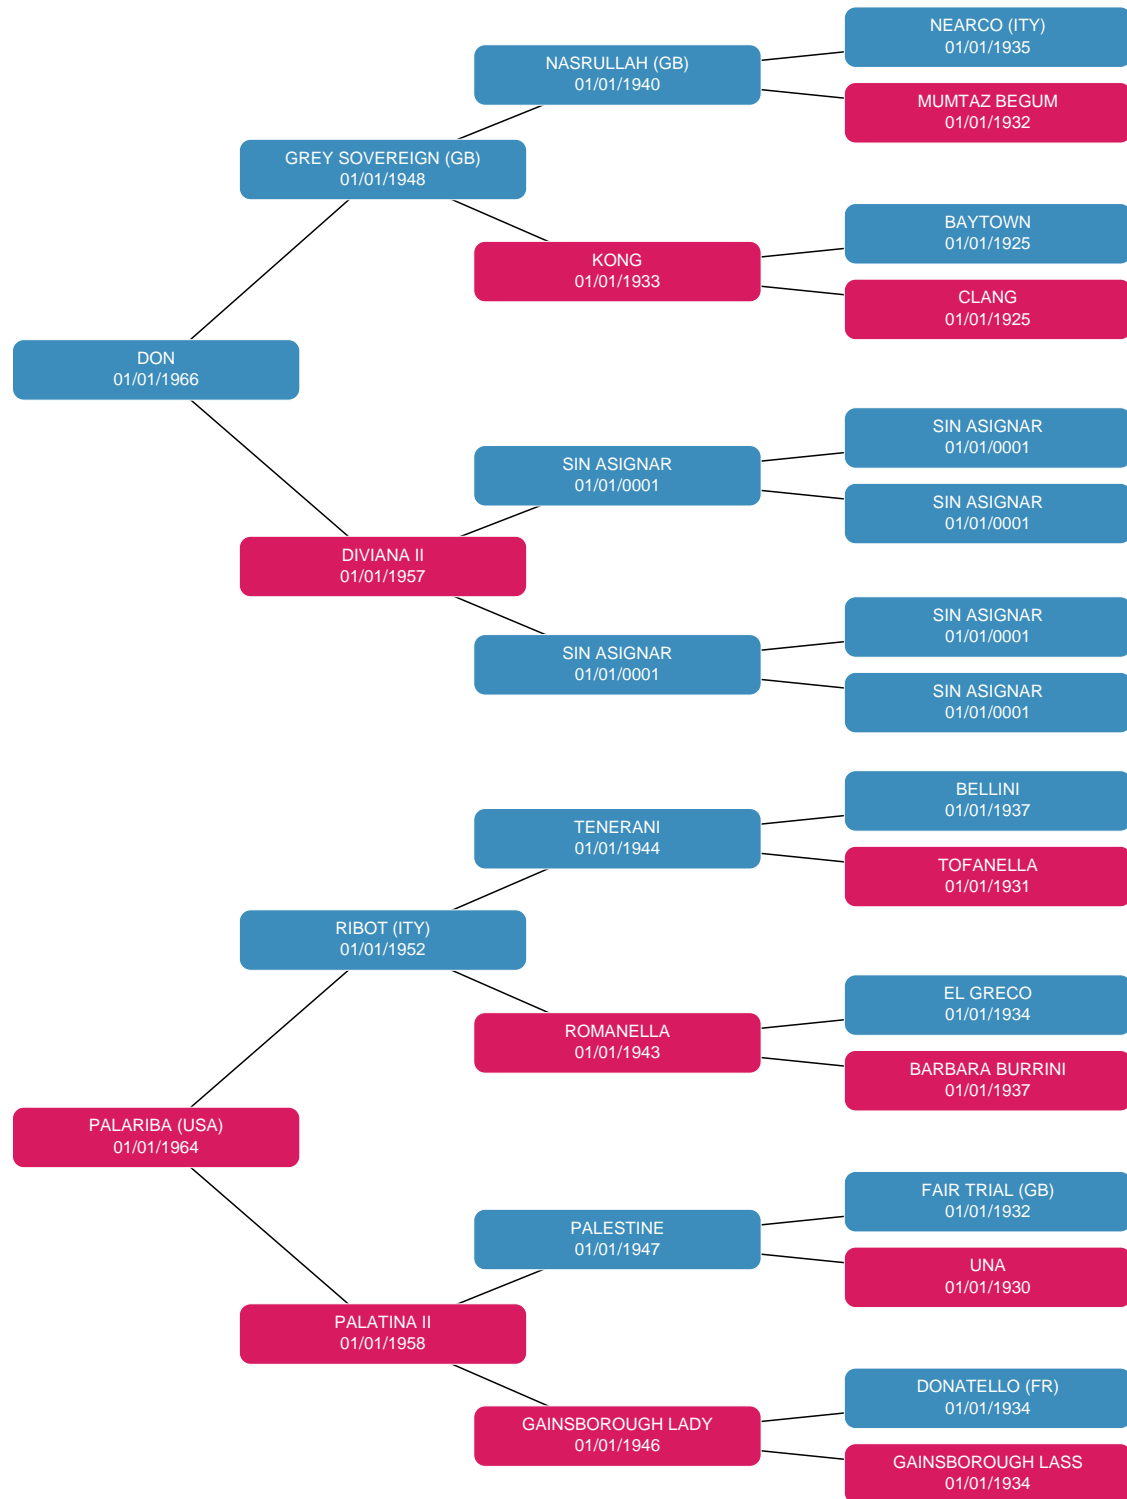 NEARCO (ITY)
01/01/1935
NASRULLAH (GB)
01/01/1940
MUMTAZ BEGUM
01/01/1932
GREY SOVEREIGN (GB)
01/01/1948
BAYTOWN
01/01/1925
KONG
01/01/1933
CLANG
01/01/1925
DON
01/01/1966
SIN ASIGNAR
01/01/0001
SIN ASIGNAR
01/01/0001
SIN ASIGNAR
01/01/0001
DIVIANA II
01/01/1957
SIN ASIGNAR
01/01/0001
SIN ASIGNAR
01/01/0001
SIN ASIGNAR
01/01/0001
BELLINI
01/01/1937
TENERANI
01/01/1944
TOFANELLA
01/01/1931
RIBOT (ITY)
01/01/1952
EL GRECO
01/01/1934
ROMANELLA
01/01/1943
BARBARA BURRINI
01/01/1937
PALARIBA (USA)
01/01/1964
FAIR TRIAL (GB)
01/01/1932
PALESTINE
01/01/1947
UNA
01/01/1930
PALATINA II
01/01/1958
DONATELLO (FR)
01/01/1934
GAINSBOROUGH LADY
01/01/1946
GAINSBOROUGH LASS
01/01/1934